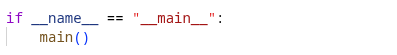 if __name__ == "__main__":
    main()